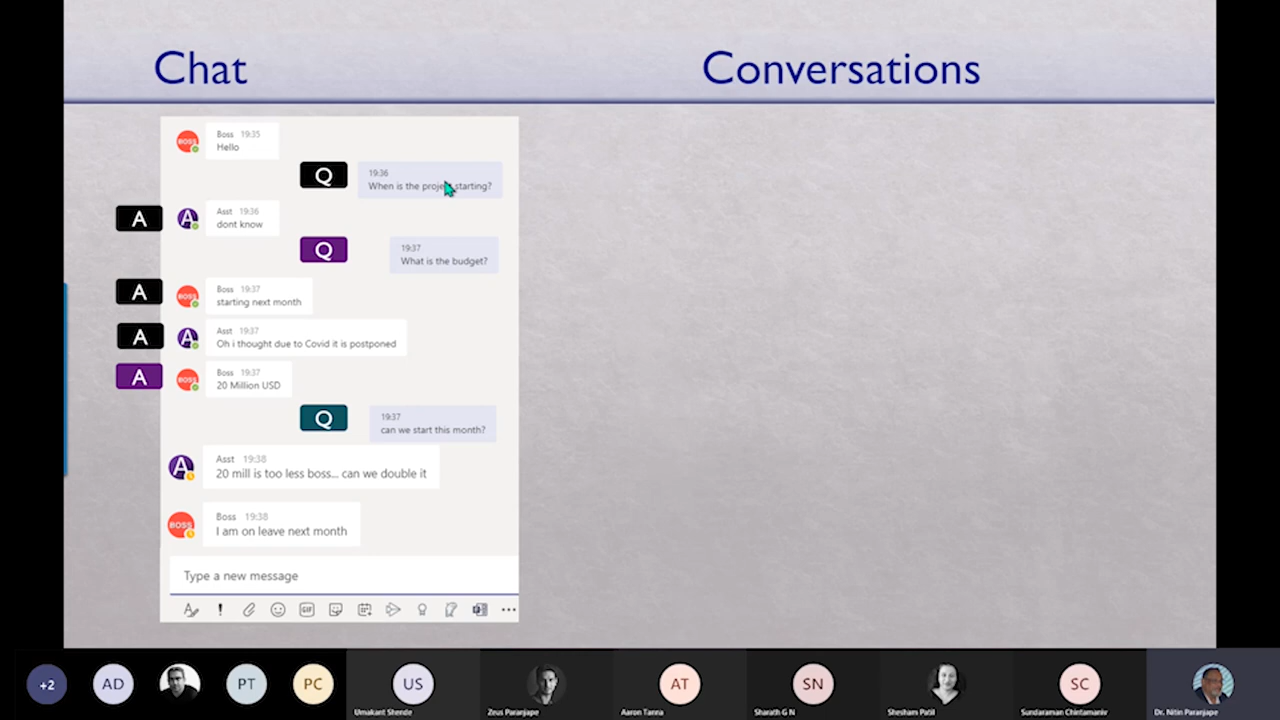 Chat
Conversations
BOSS
Boss 19:35
Hello
Q
19:36
When is the project starting?
A
A
Asst 19:36
dont know
Q
19:37
What is the budget?
A
BOSS
Boss 19:37
starting next month
A
A
Asst 19:37
Oh i thought due to Covid it is postponed
A
BOSS
Boss 19:37
20 Million USD
Q
19:37
can we start this month?
A
Asst 19:38
20 mill is too less boss... can we double it
BOSS
Boss 19:38
I am on leave next month
Type a new message
GIF
+2
AD
PT
PC
US
AT
SN
SC
Umakant Shende
Zeus Paranjape
Aaron Tanna
Sharath G N
Shesham Patil
Sundaraman Chintamaniv
Dr. Nitin Paranjape